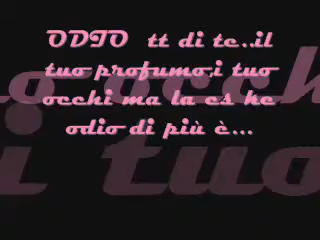 ODIO tt di te..il
tuo profumo,i tuo
occhi ma la cs ke
odio di più è...